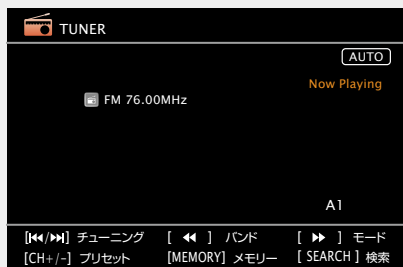 TUNER
AUTO
Now Playing
FM 76.00MHz
A1
[⏮/⏭] チューニング [ ◀◀ ] バンド [ ▶▶ ] モード
[CH+/-] プリセット [MEMORY] メモリー [ SEARCH ] 検索